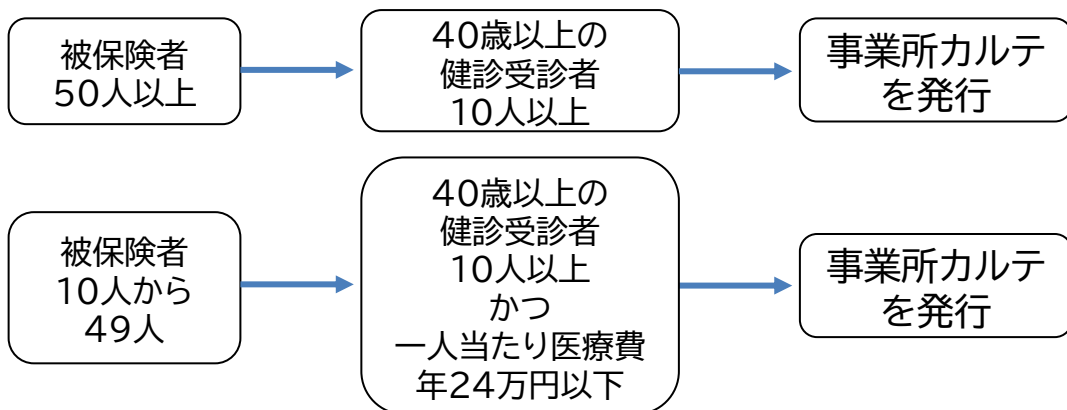 被保険者
50人以上
40歳以上の
健診受診者
10人以上
事業所カルテ
を発行
被保険者
10人から
49人
40歳以上の
健診受診者
10人以上
かつ
一人当たり医療費
年24万円以下
事業所カルテ
を発行